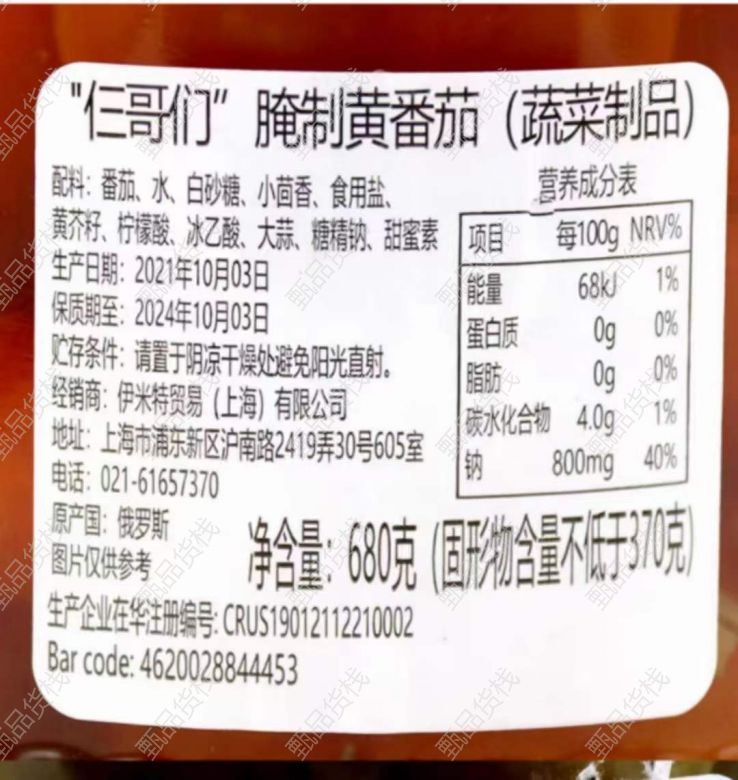 "仨哥们”腌制黄番茄（蔬菜制品）
配料：番茄、水、白砂糖、小茴香、食用盐、
黄芥籽、柠檬酸、冰乙酸、大蒜、糖精钠、甜蜜素
生产日期：2021年10月03日
保质期至：2024年10月03日
贮存条件：请置于阴凉干燥处避免阳光直射。
经销商：伊米特贸易（上海）有限公司
地址：上海市浦东新区沪南路2419弄30号605室
电话：021-61657370
原产国：俄罗斯
图片仅供参考
营养成分表
项目 每100g NRV%
能量 68kJ 1%
蛋白质 0g 0%
脂肪 0g 0%
碳水化合物 4.0g 1%
钠 800mg 40%
净含量：680克（固形物含量不低于370克）
生产企业在华注册编号：CRUS19012112210002
Bar code: 4620028844453
甄品货栈